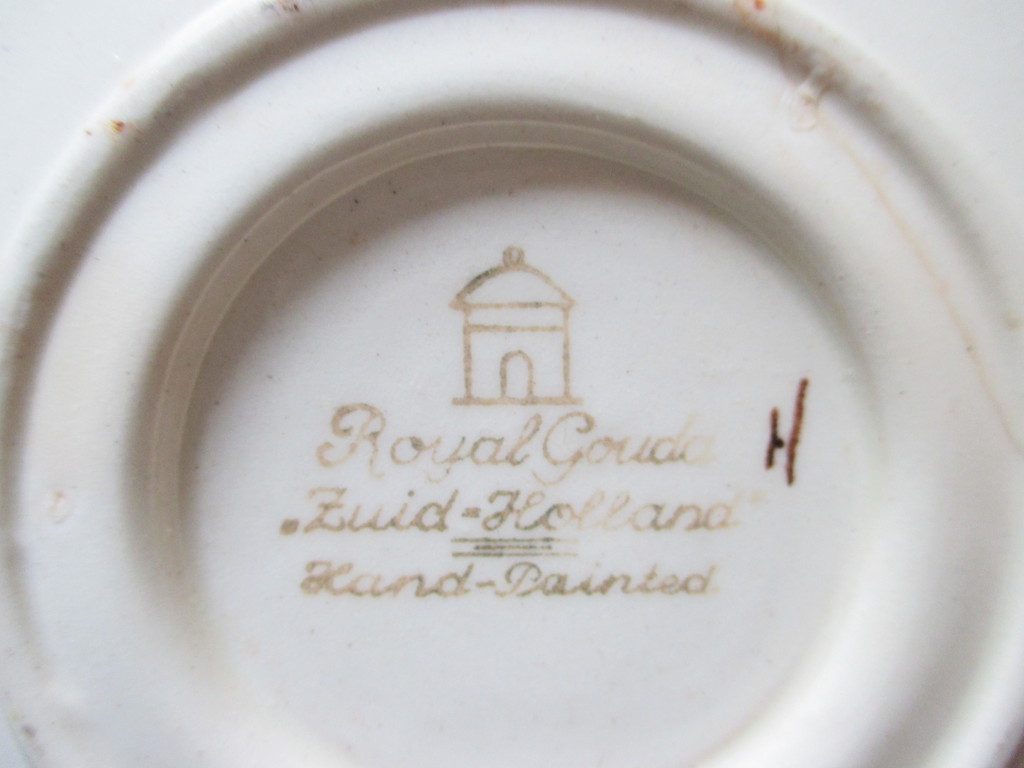 Royal Gouda
„Zuid=Holland"
Hand-Painted
H